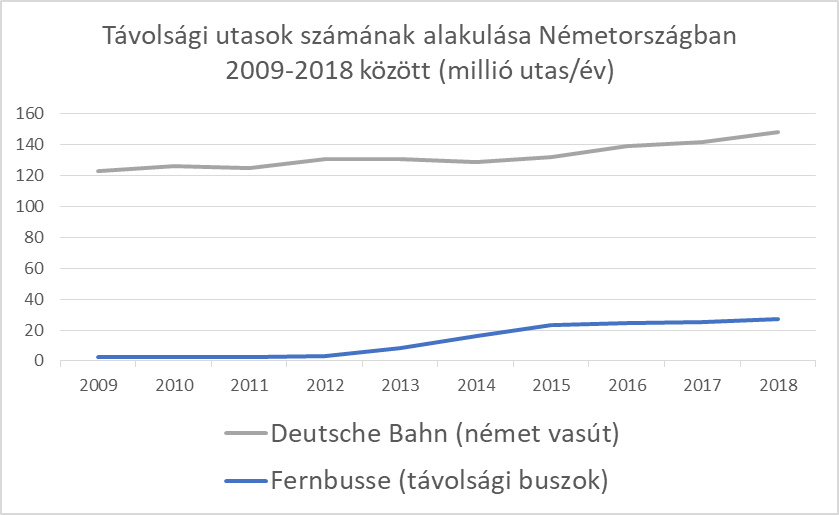 Távolsági utasok számának alakulása Németországban
2009-2018 között (millió utas/év)
160
140
120
100
80
60
40
20
0
2009 2010 2011 2012 2013 2014 2015 2016 2017 2018
Deutsche Bahn (német vasút)
Fernbusse (távolsági buszok)